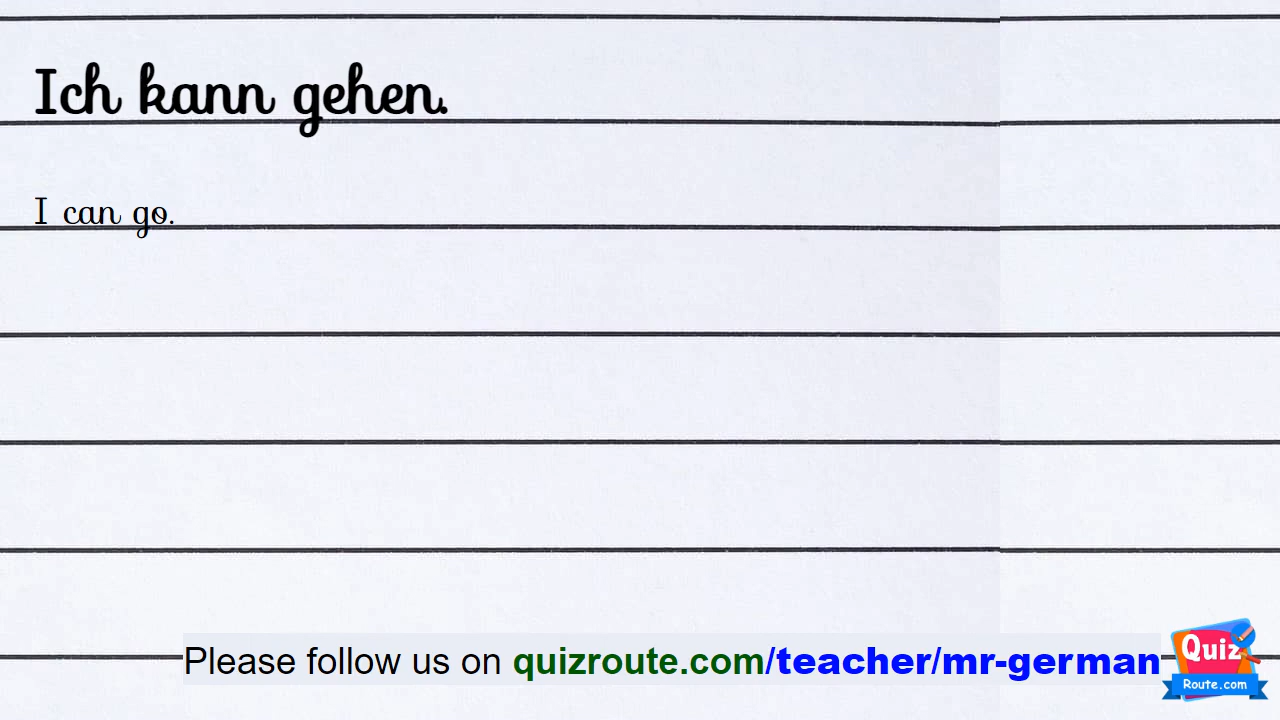 Ich kann gehen.
I can go.
Please follow us on quizroute.com/teacher/mr-german
Quiz
Route.com